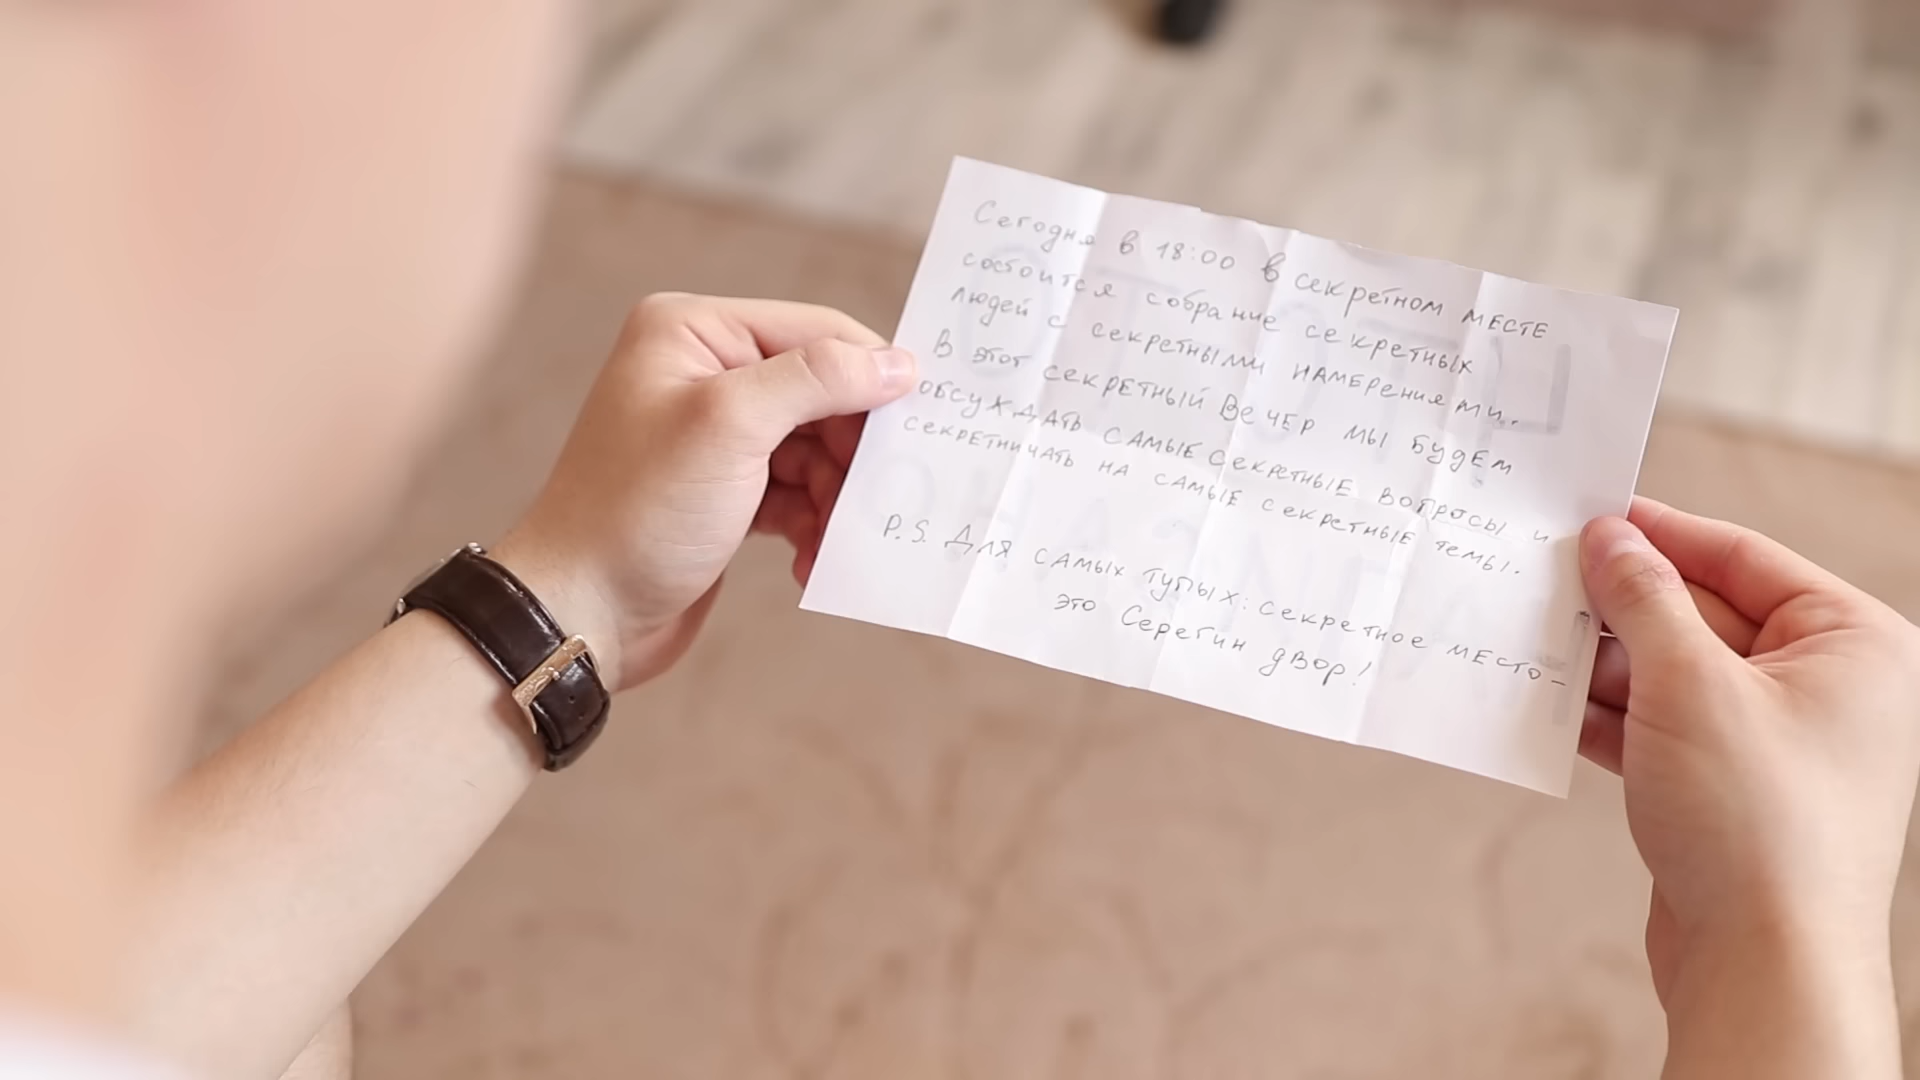 Сегодня в 18:00 в секретном месте
состоится собрание секретных
людей с секретными намерениями.
В этот секретный вечер мы будем
обсуждать самые секретные вопросы и
секретничать на самые секретные темы.
P.S. Для самых тупых: секретное место -
это Серегин двор!